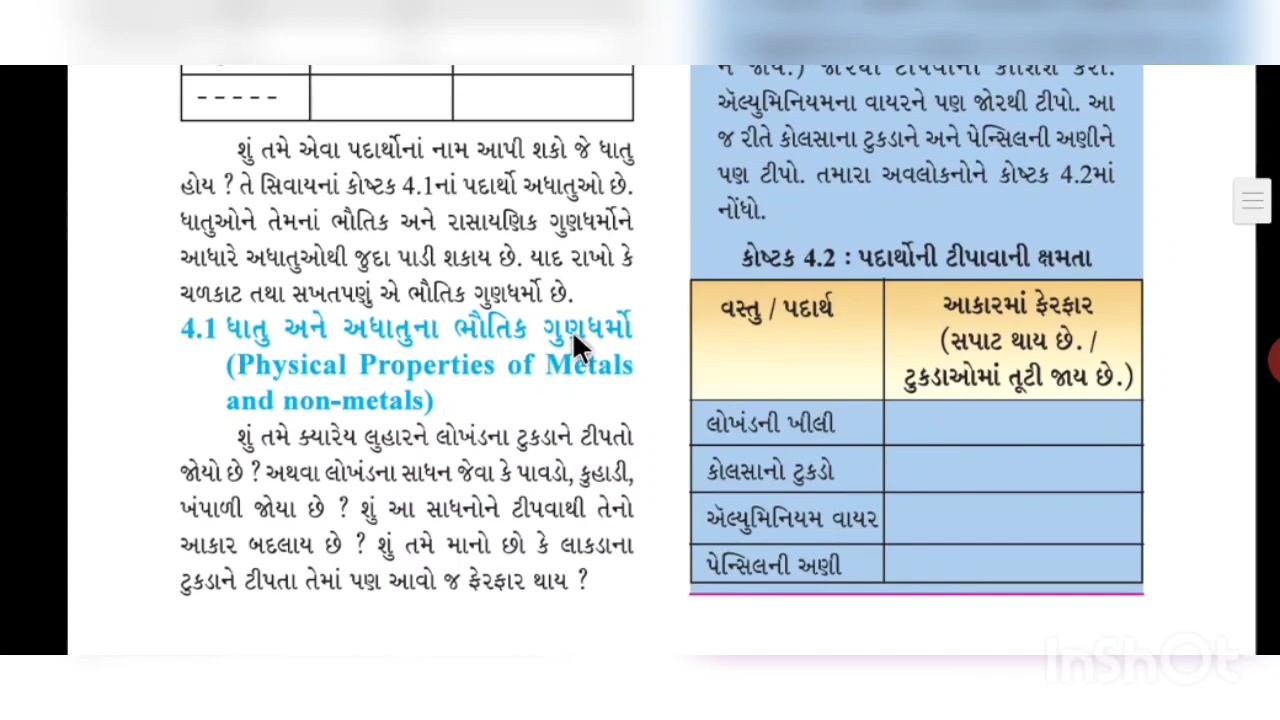 - - - - -
શું તમે એવા પદાર્થોનાં નામ આપી શકો જે ધાતુ
હોય ? તે સિવાયનાં કોષ્ટક 4.1નાં પદાર્થો અધાતુઓ છે.
ધાતુઓને તેમનાં ભૌતિક અને રાસાયણિક ગુણધર્મોને
આધારે અધાતુઓથી જુદા પાડી શકાય છે. યાદ રાખો કે
ચળકાટ તથા સખતપણું એ ભૌતિક ગુણધર્મો છે.
4.1 ધાતુ અને અધાતુના ભૌતિક ગુણધર્મો
(Physical Properties of Metals
and non-metals)
શું તમે ક્યારેય લુહારને લોખંડના ટુકડાને ટીપતો
જોયો છે ? અથવા લોખંડના સાધન જેવા કે પાવડો, કુહાડી,
ખંપાળી જોયા છે ? શું આ સાધનોને ટીપવાથી તેનો
આકાર બદલાય છે ? શું તમે માનો છો કે લાકડાના
ટુકડાને ટીપતા તેમાં પણ આવો જ ફેરફાર થાય ?
ન જાય.) જોરથી ટીપવાની કોશિશ કરો.
ઍલ્યુમિનિયમના વાયરને પણ જોરથી ટીપો. આ
જ રીતે કોલસાના ટુકડાને અને પેન્સિલની અણીને
પણ ટીપો. તમારા અવલોકનોને કોષ્ટક 4.2માં
નોંધો.
કોષ્ટક 4.2 : પદાર્થોની ટીપાવાની ક્ષમતા
વસ્તુ / પદાર્થ
આકારમાં ફેરફાર
(સપાટ થાય છે. /
ટુકડાઓમાં તૂટી જાય છે.)
લોખંડની ખીલી
કોલસાનો ટુકડો
ઍલ્યુમિનિયમ વાયર
પેન્સિલની અણી
InShOt